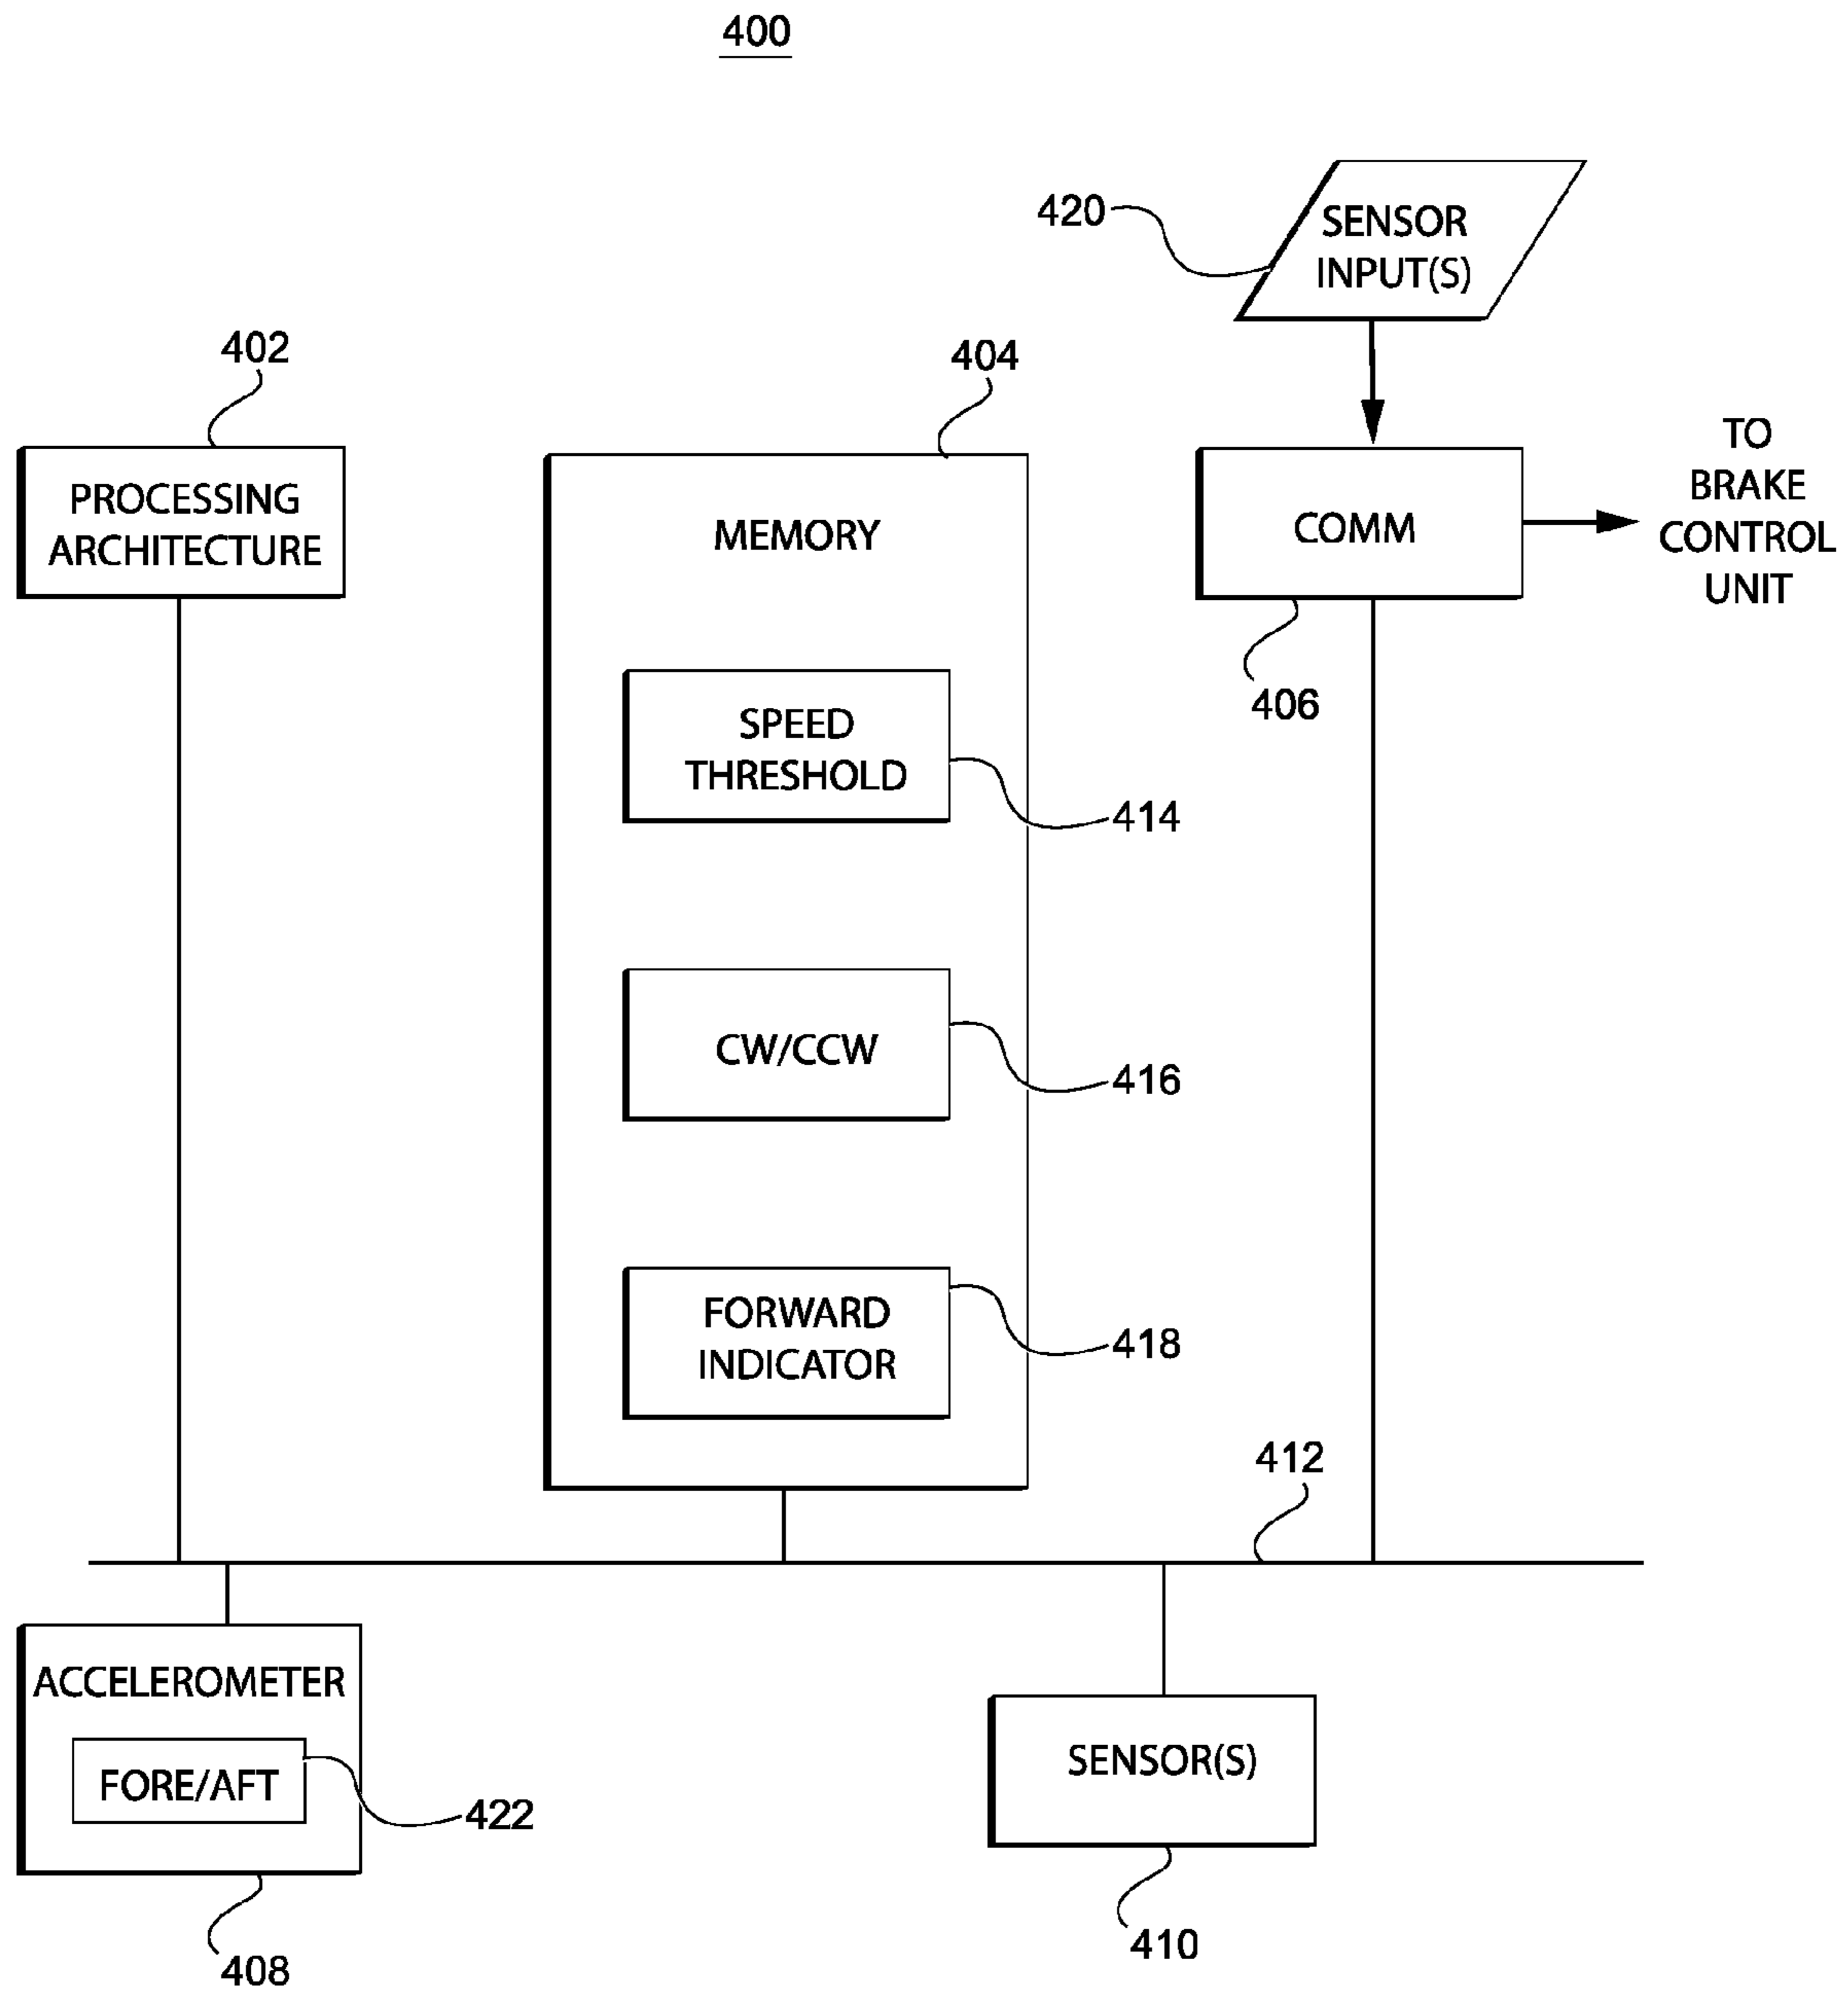 400
420
SENSOR
INPUT(S)
402
404
PROCESSING
ARCHITECTURE
MEMORY
COMM
TO
BRAKE
CONTROL
UNIT
406
SPEED
THRESHOLD
414
CW/CCW
416
FORWARD
INDICATOR
418
412
ACCELEROMETER
FORE/AFT
422
408
SENSOR(S)
410